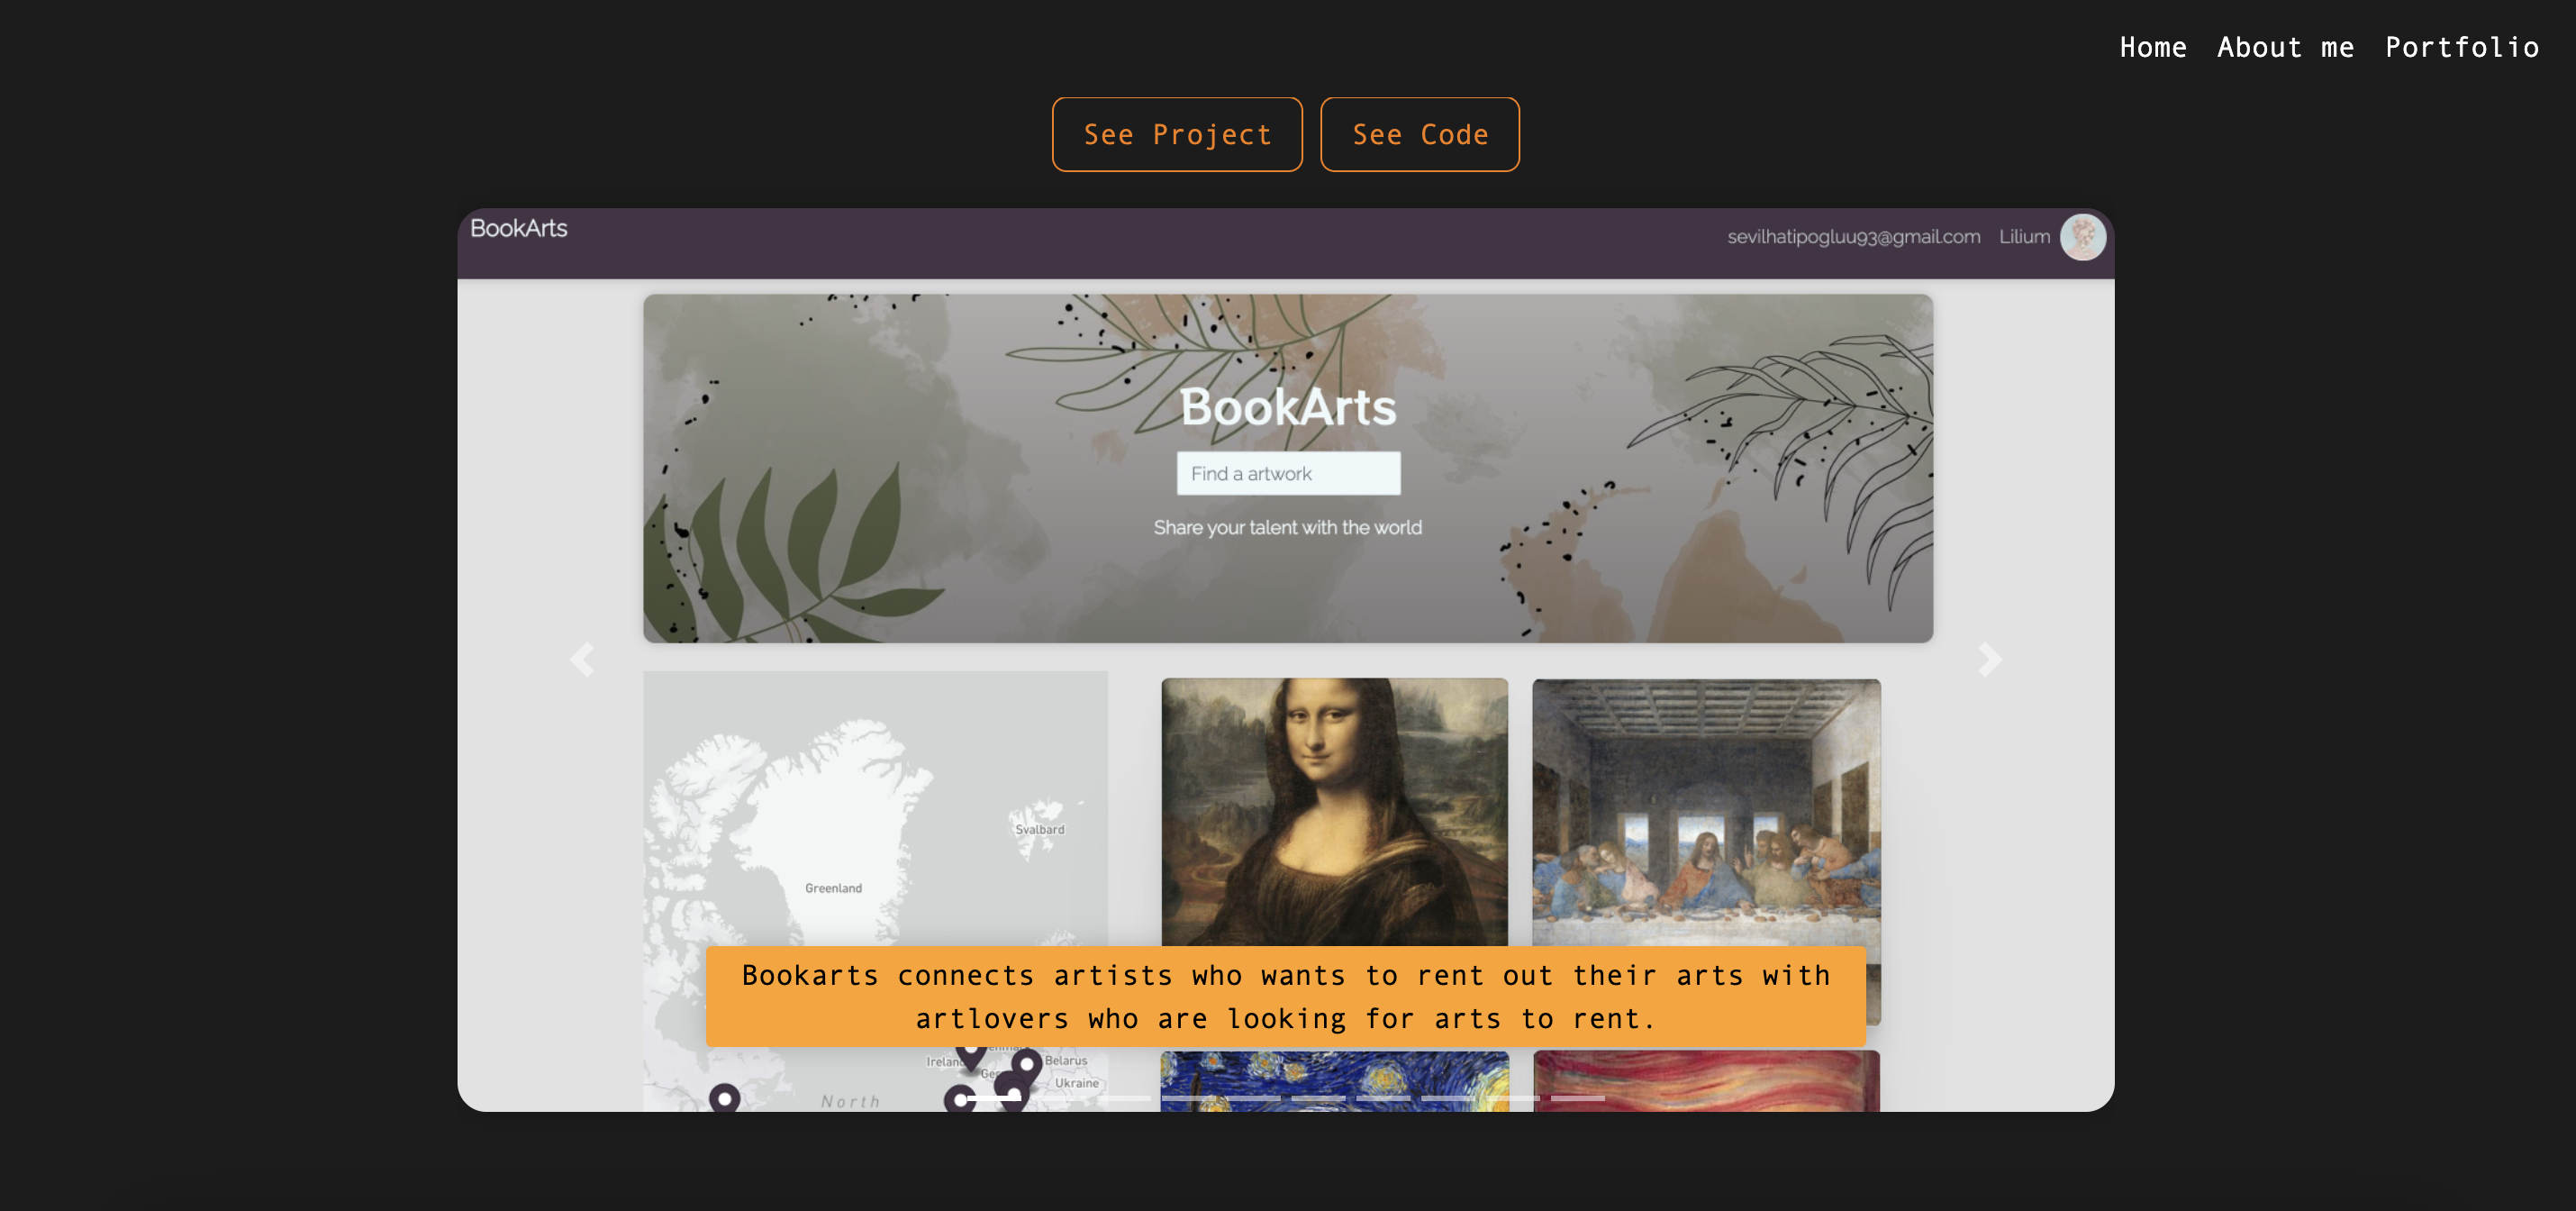 Home About me Portfolio
See Project See Code
BookArts
sevilhatipogluu93@gmail.com Lilium
BookArts
Find a artwork
Share your talent with the world
Svalbard
Greenland
Bookarts connects artists who wants to rent out their arts with
artlovers who are looking for arts to rent.
Belarus
Ukraine
North